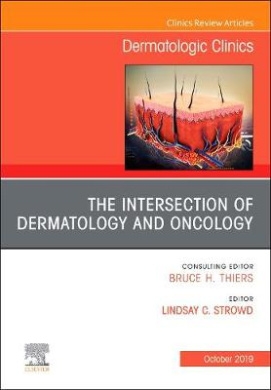 Clinics Review Articles
Dermatologic Clinics
THE INTERSECTION OF
DERMATOLOGY AND ONCOLOGY
CONSULTING EDITOR
BRUCE H. THIERS
EDITOR
LINDSAY C. STROWD
ELSEVIER
October 2019